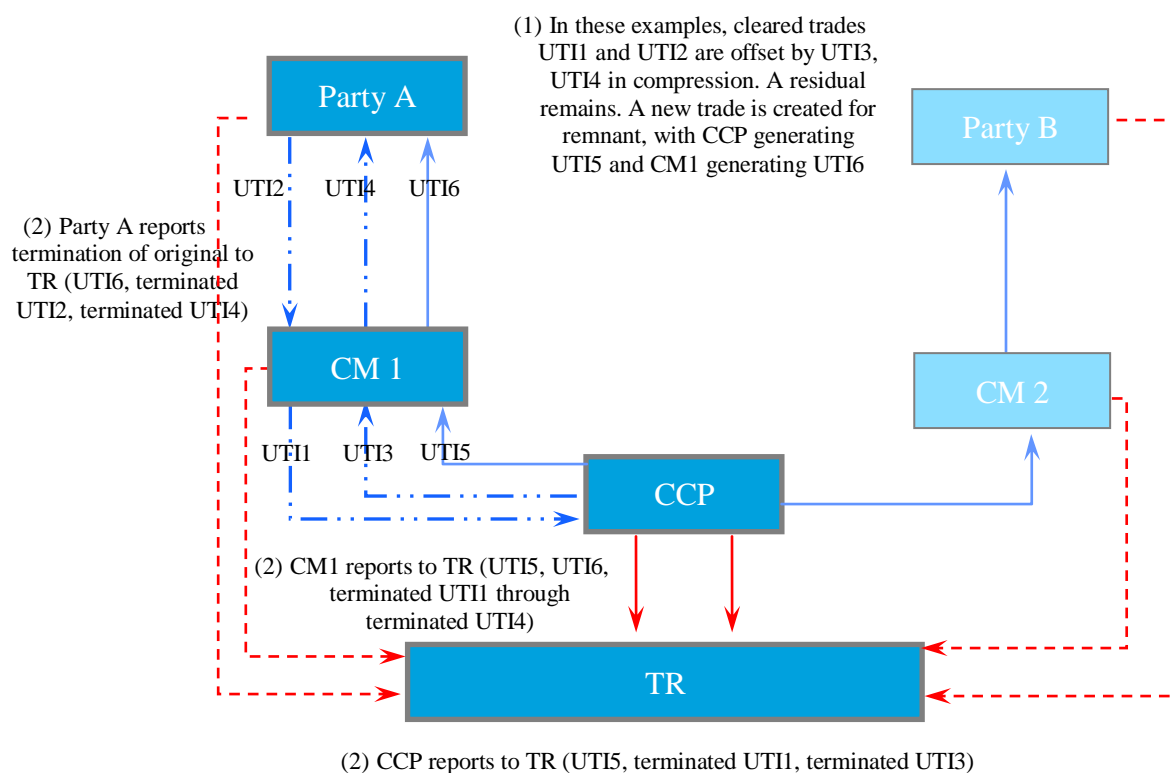 (1) In these examples, cleared trades
UTI1 and UTI2 are offset by UTI3,
UTI4 in compression. A residual
remains. A new trade is created for
remnant, with CCP generating
UTI5 and CM1 generating UTI6
Party A
Party B
UTI2
UTI4
UTI6
(2) Party A reports
termination of original to
TR (UTI6, terminated
UTI2, terminated UTI4)
CM 1
CM 2
UTI1
UTI3
UTI5
CCP
(2) CM1 reports to TR (UTI5, UTI6,
terminated UTI1 through
terminated UTI4)
TR
(2) CCP reports to TR (UTI5, terminated UTI1, terminated UTI3)